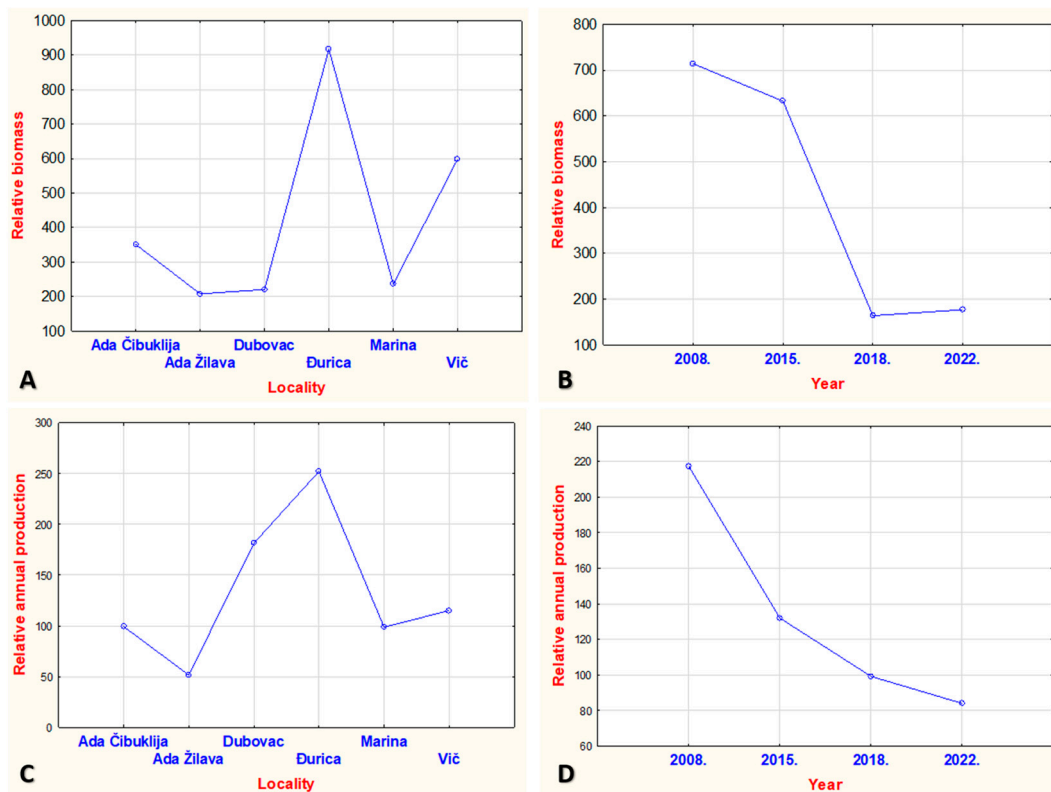 1000
900
800
700
600
500
400
300
200
100
Relative biomass
Ada Čibuklija
Ada Žilava
Dubovac
Đurica
Marina
Vič
Locality
A
800
700
600
500
400
300
200
100
Relative biomass
2008.
2015.
2018.
2022.
Year
B
300
250
200
150
100
50
0
Relative annual production
Ada Čibuklija
Ada Žilava
Dubovac
Đurica
Marina
Vič
Locality
C
240
220
200
180
160
140
120
100
80
60
Relative annual production
2008.
2015.
2018.
2022.
Year
D